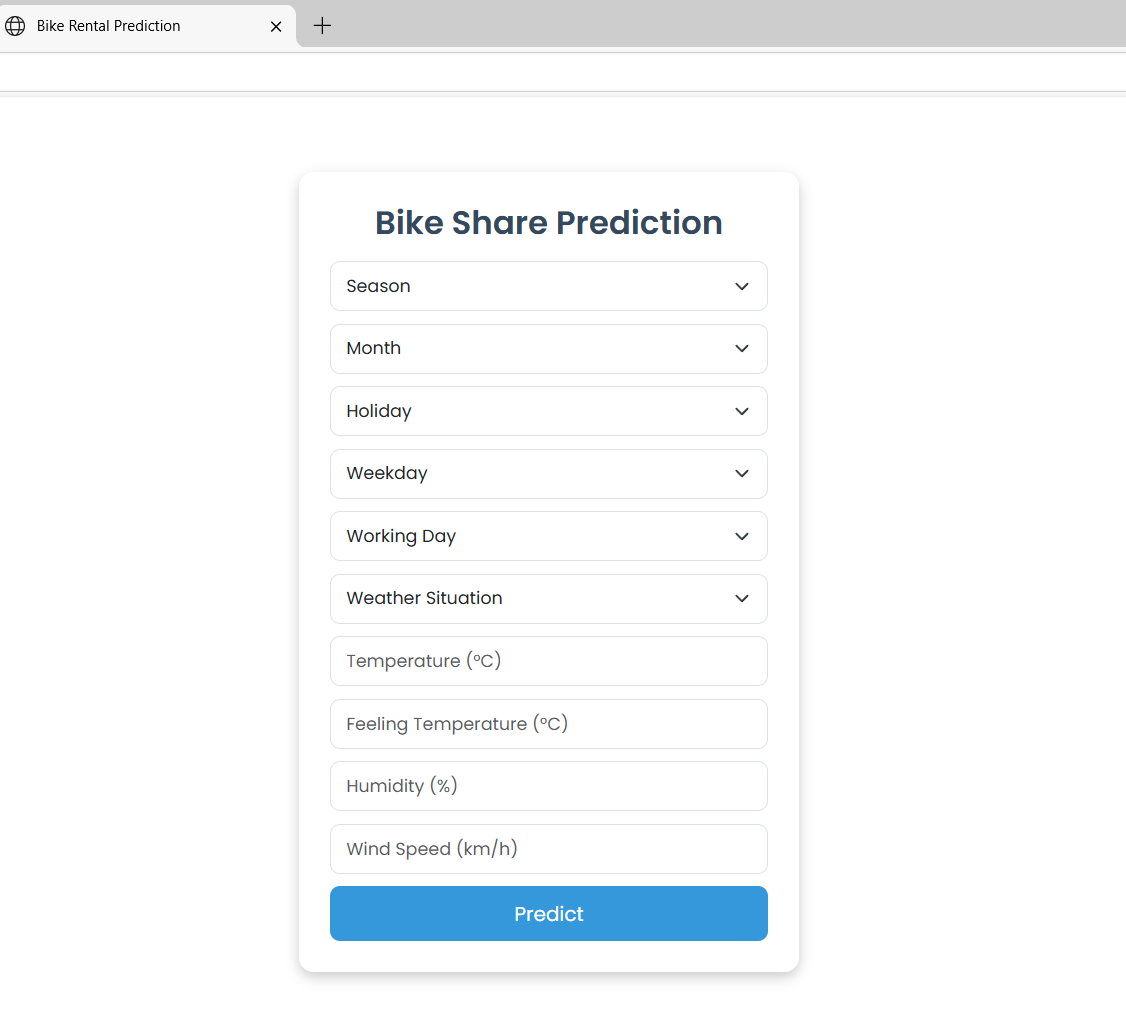 Bike Rental Prediction
Bike Share Prediction
Season
Month
Holiday
Weekday
Working Day
Weather Situation
Temperature (°C)
Feeling Temperature (°C)
Humidity (%)
Wind Speed (km/h)
Predict